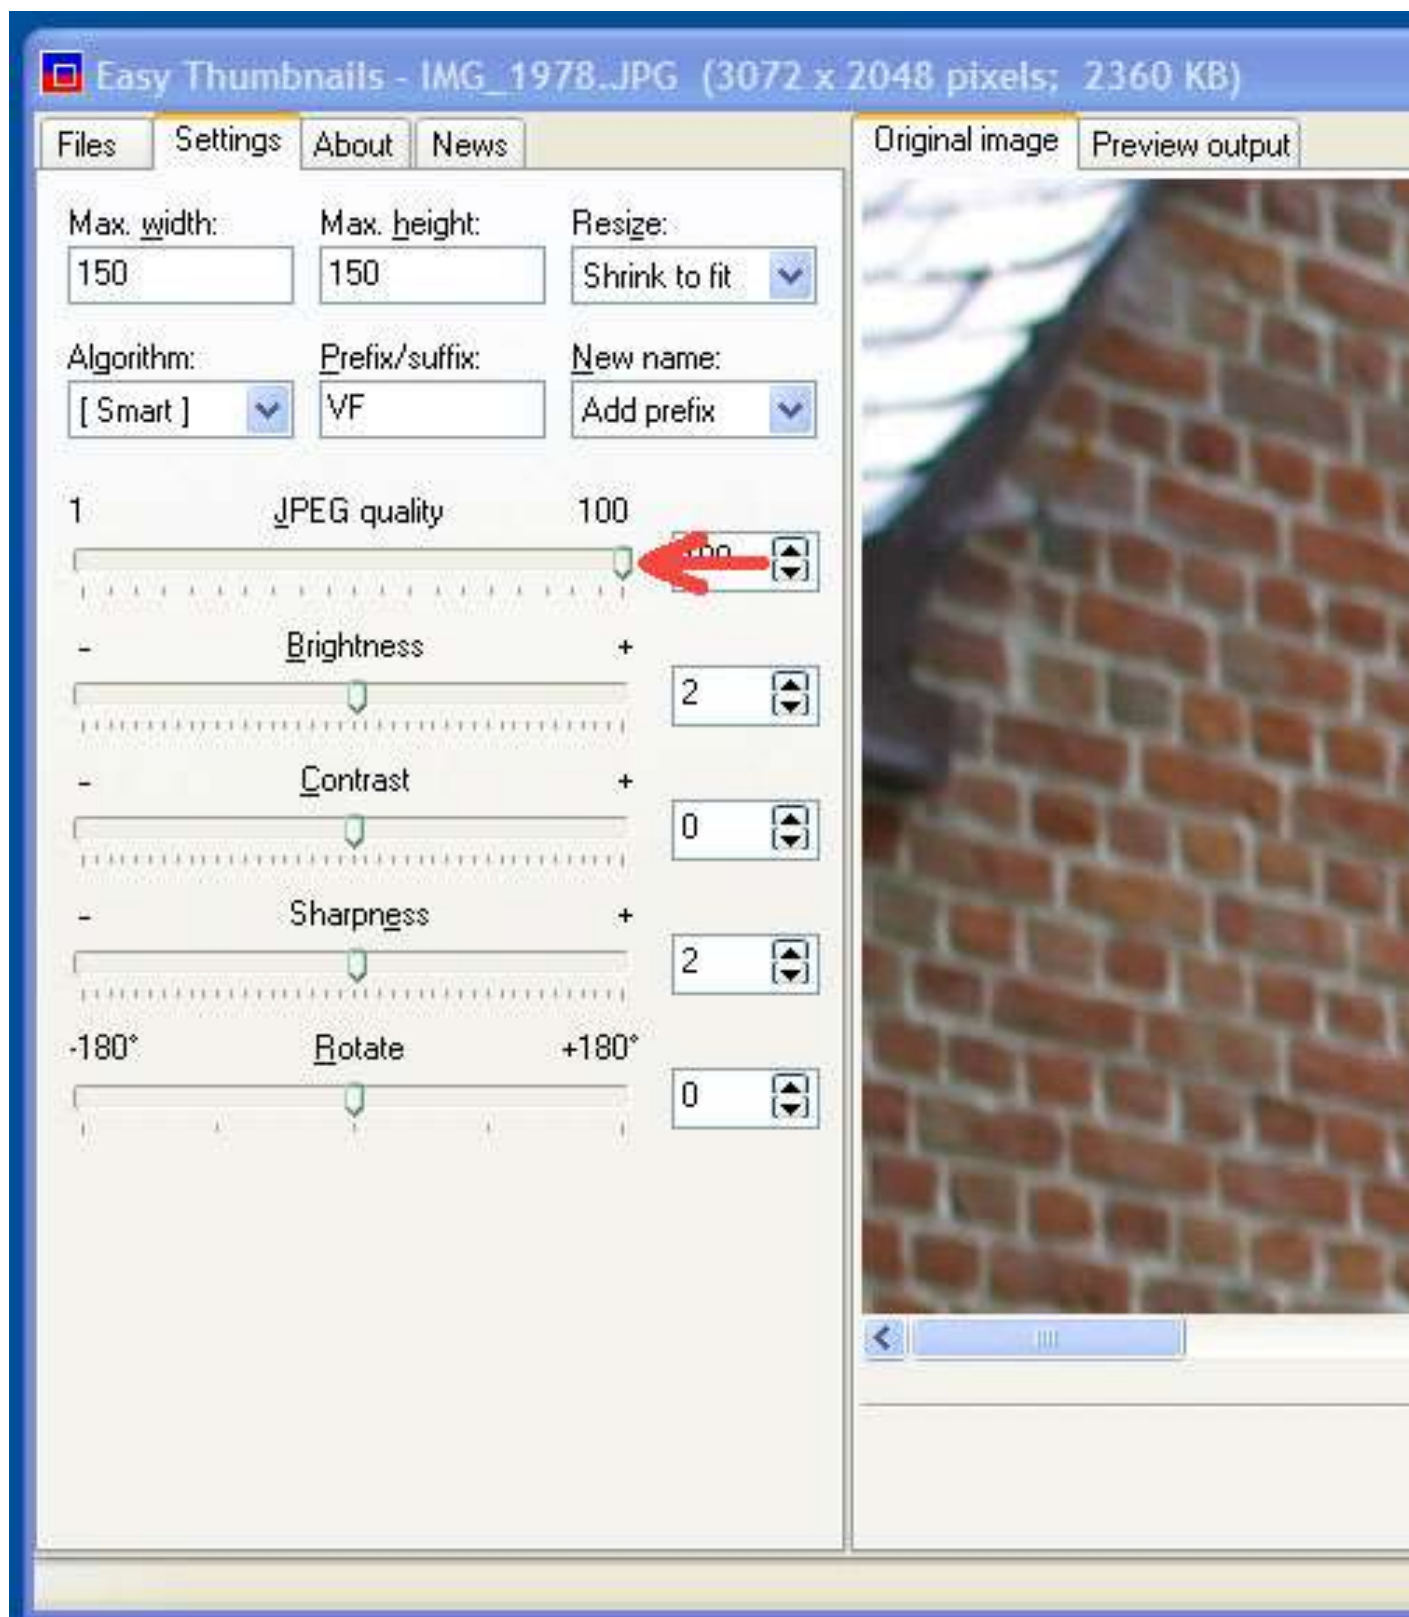 Easy Thumbnails - IMG_1978.JPG (3072 x 2048 pixels; 2360 KB)
Files Settings About News Original image Preview output
Max. width: Max. height: Resize:
150 150 Shrink to fit
Algorithm: Prefix/suffix: New name:
[ Smart ] VF Add prefix
1 JPEG quality 100
100
- Brightness +
2
- Contrast +
0
- Sharpness +
2
-180° Rotate +180°
0